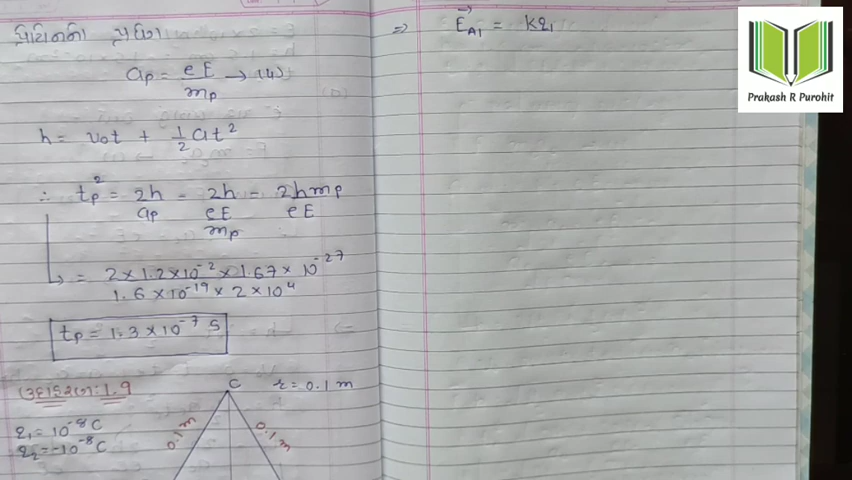 પ્રોટોનનો પ્રવેગ
ap = eE/mp → (4)
h = v₀t + 1/2 at²
∴ tp² = 2h/ap = 2h/(eE/mp) = 2hmp/eE
↳ = 2 × 1.2 × 10⁻² × 1.67 × 10⁻²⁷ / 1.6 × 10⁻¹⁹ × 2 × 10⁴
tp = 1.3 × 10⁻⁷ s
ઉદાહરણ: 1.9
C r = 0.1 m
q₁ = 10⁻⁸ C
q₂ = -10⁻⁸ C
0.1 m
0.1 m
⇒ E⃗A₁ = kq₁
Prakash R Purohit